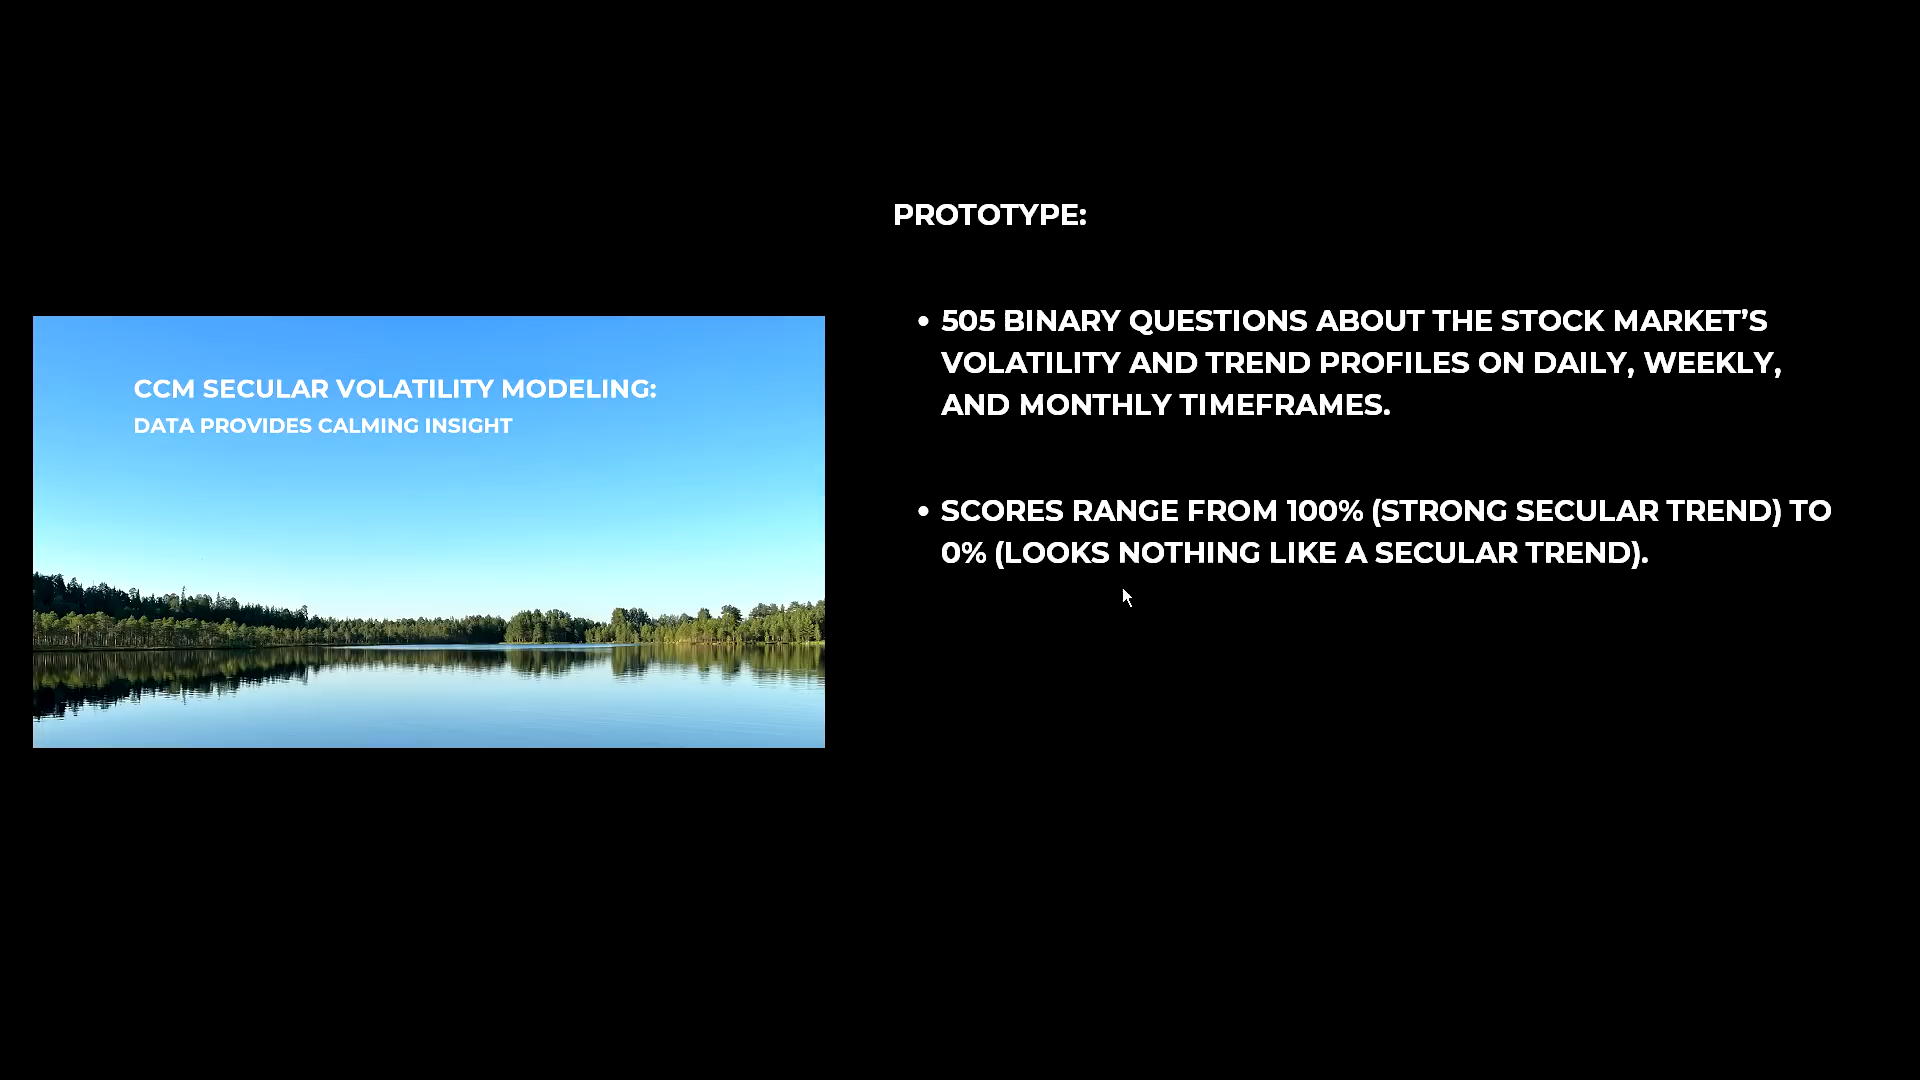 CCM SECULAR VOLATILITY MODELING:
DATA PROVIDES CALMING INSIGHT
PROTOTYPE:
• 505 BINARY QUESTIONS ABOUT THE STOCK MARKET’S
VOLATILITY AND TREND PROFILES ON DAILY, WEEKLY,
AND MONTHLY TIMEFRAMES.
• SCORES RANGE FROM 100% (STRONG SECULAR TREND) TO
0% (LOOKS NOTHING LIKE A SECULAR TREND).